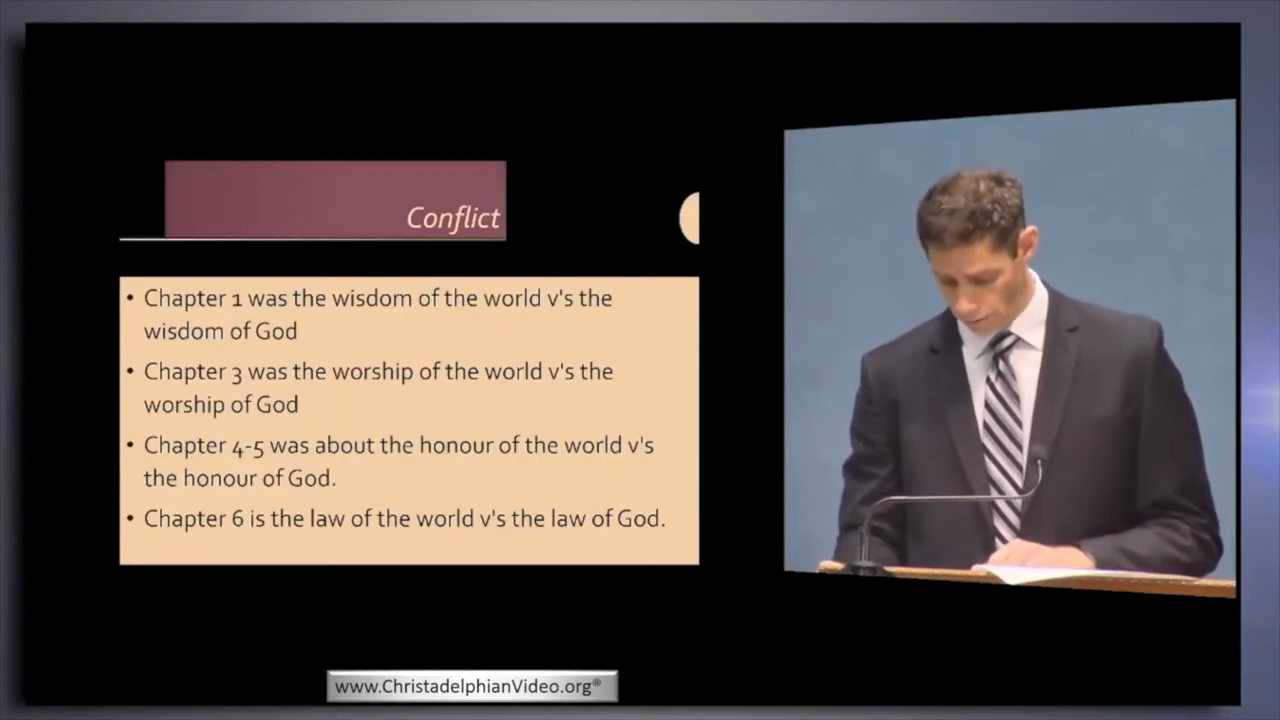 Conflict
• Chapter 1 was the wisdom of the world v's the
wisdom of God
• Chapter 3 was the worship of the world v's the
worship of God
• Chapter 4-5 was about the honour of the world v's
the honour of God.
• Chapter 6 is the law of the world v's the law of God.
www.ChristadelphianVideo.org®